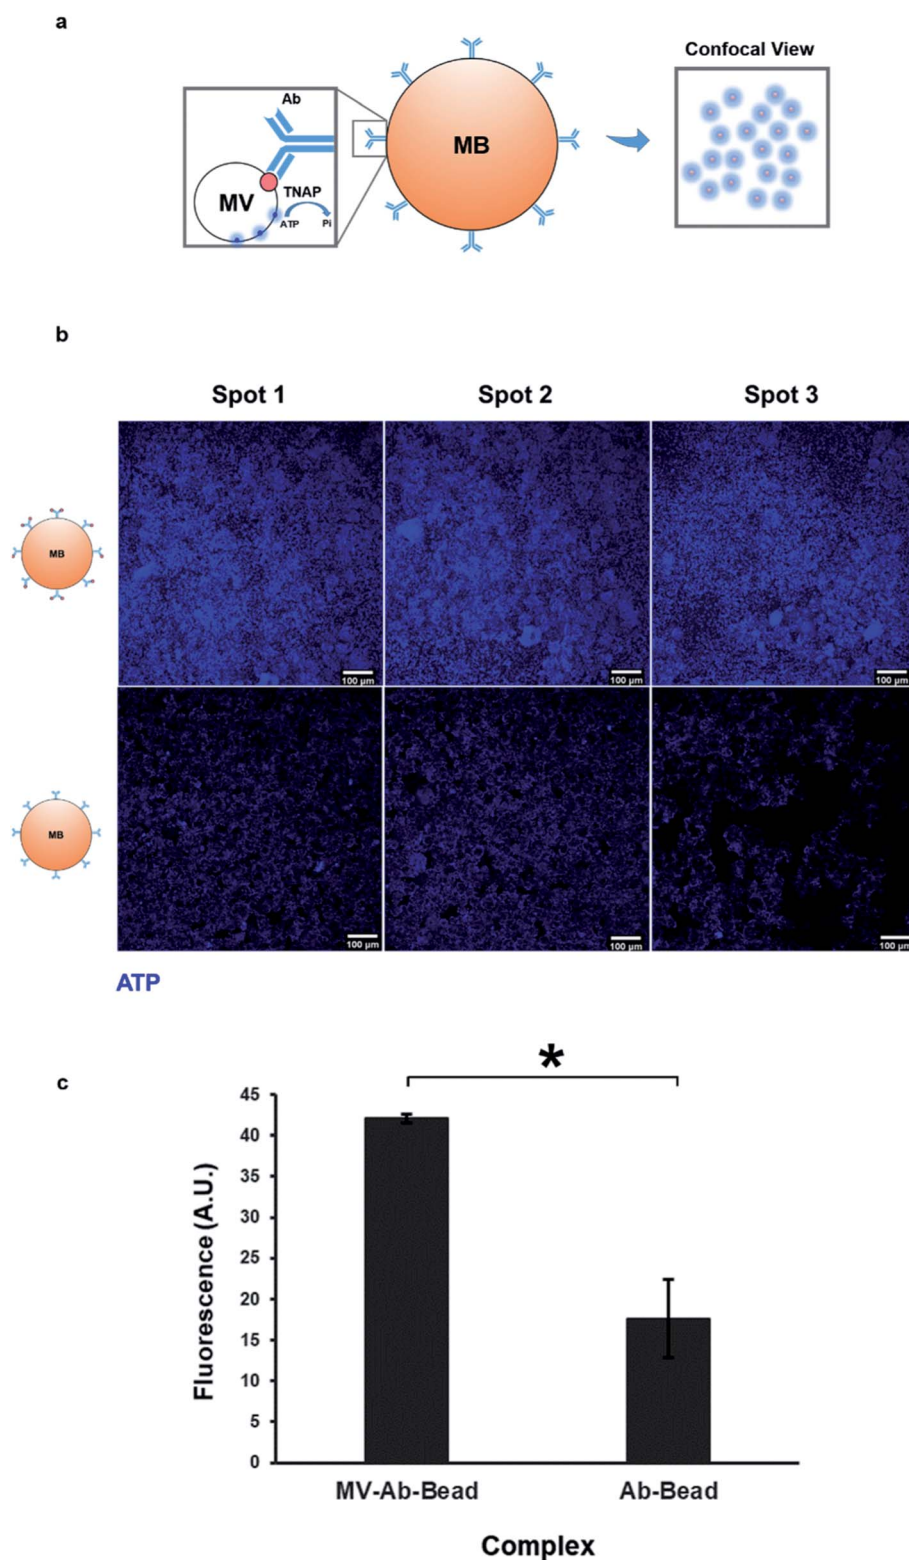 a
Confocal View
Ab
MB
MV
TNAP
ATP
Pi
b
Spot 1 Spot 2 Spot 3
MB
100 µm 100 µm 100 µm
MB
100 µm 100 µm 100 µm
ATP
c
*
45
40
35
30
25
20
15
10
5
0
Fluorescence (A.U.)
MV-Ab-Bead Ab-Bead
Complex